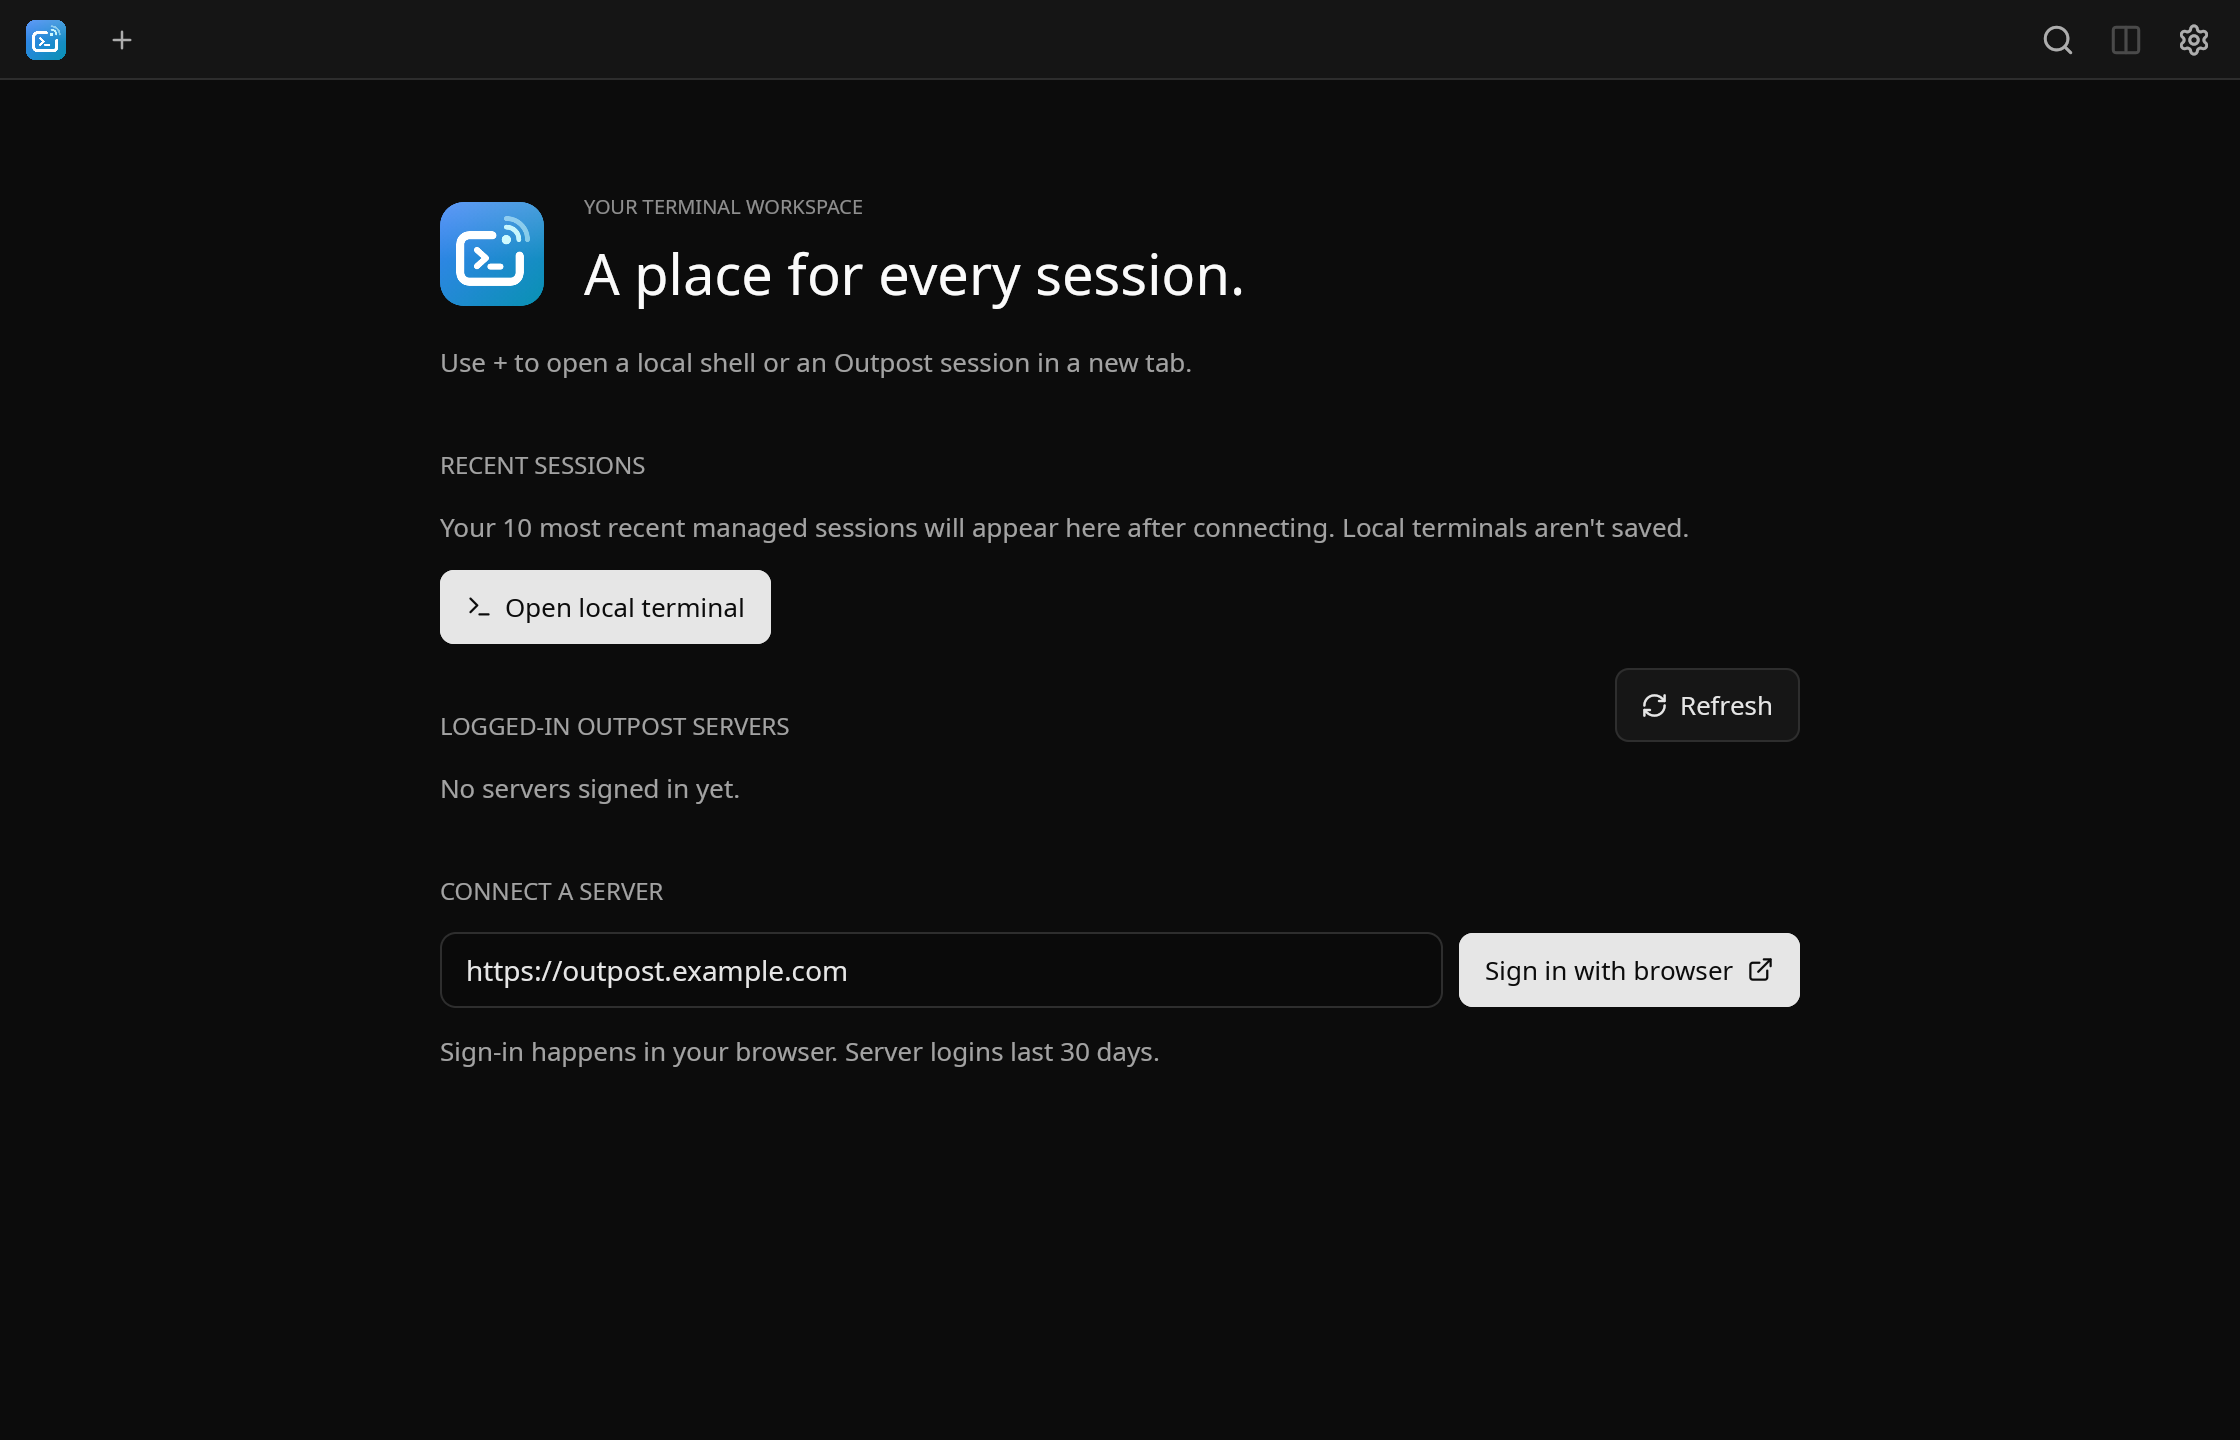 YOUR TERMINAL WORKSPACE
A place for every session.
Use + to open a local shell or an Outpost session in a new tab.
RECENT SESSIONS
Your 10 most recent managed sessions will appear here after connecting. Local terminals aren't saved.
Open local terminal
Refresh
LOGGED-IN OUTPOST SERVERS
No servers signed in yet.
CONNECT A SERVER
https://outpost.example.com
Sign in with browser
Sign-in happens in your browser. Server logins last 30 days.